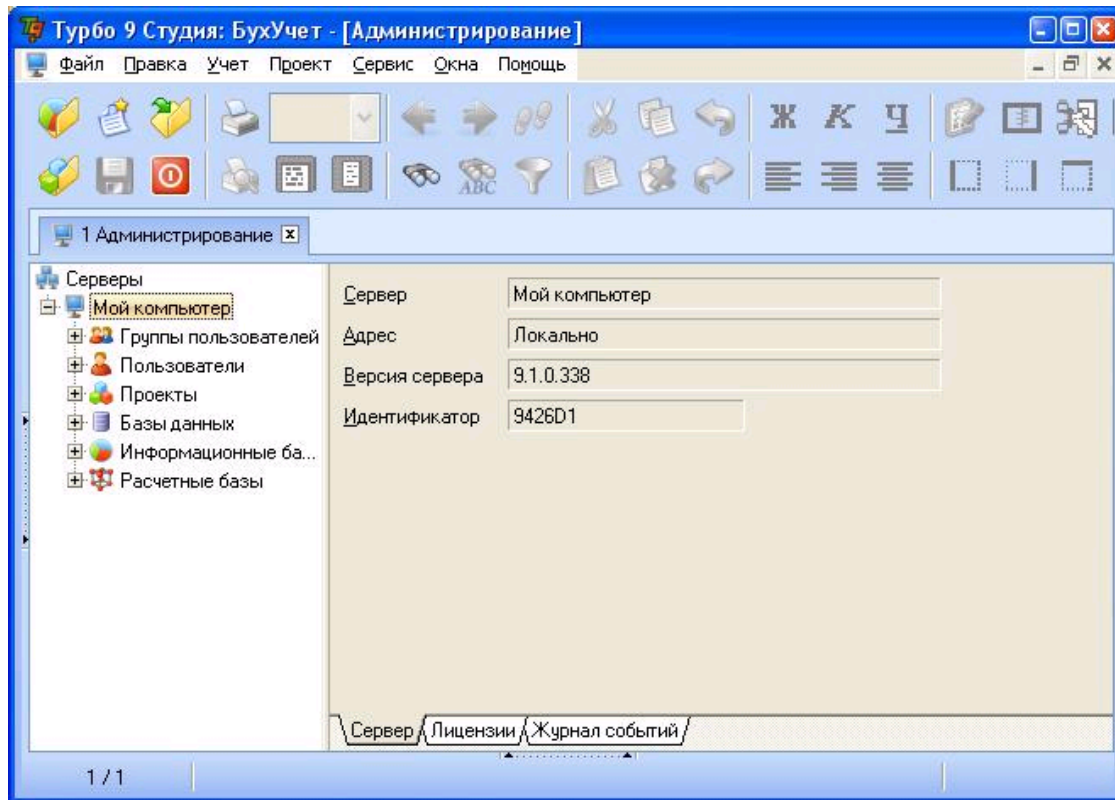 Турбо 9 Студия: БухУчет - [Администрирование]
Файл Правка Учет Проект Сервис Окна Помощь
Ж К Ч
ABC
1 Администрирование
Серверы
Мой компьютер
Группы пользователей
Пользователи
Проекты
Базы данных
Информационные ба...
Расчетные базы
Сервер Мой компьютер
Адрес Локально
Версия сервера 9.1.0.338
Идентификатор 9426D1
Сервер Лицензии Журнал событий
1 / 1